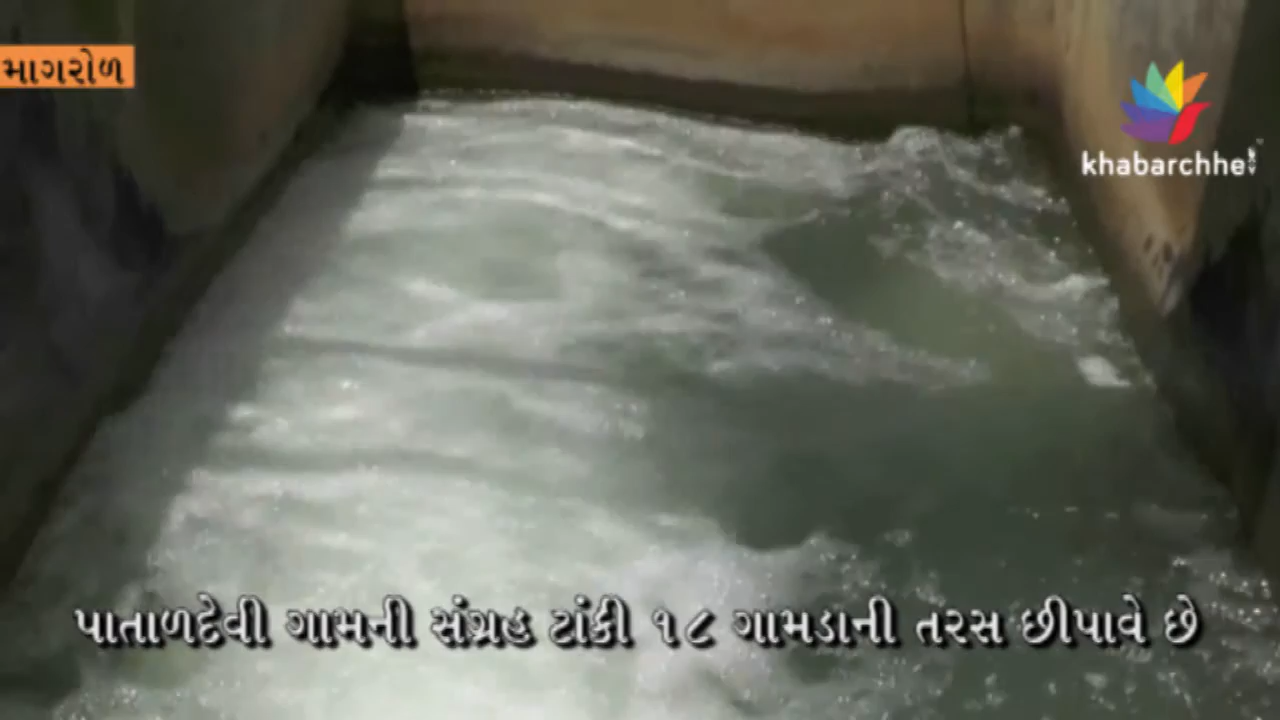 માગરોળ
khabarchhe!
પાતાળદેવી ગામની સંગ્રહ ટાંકી ૧૮ ગામડાની તરસ છીપાવે છે